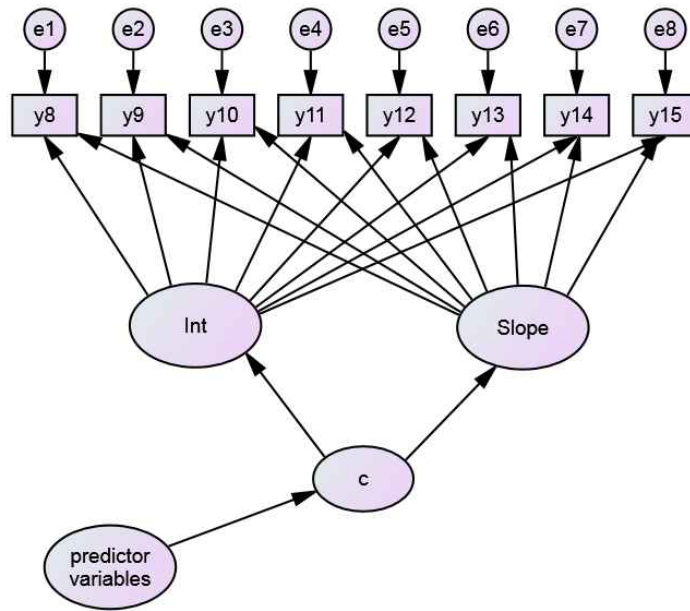 e1 e2 e3 e4 e5 e6 e7 e8
y8 y9 y10 y11 y12 y13 y14 y15
Int Slope
c
predictor
variables